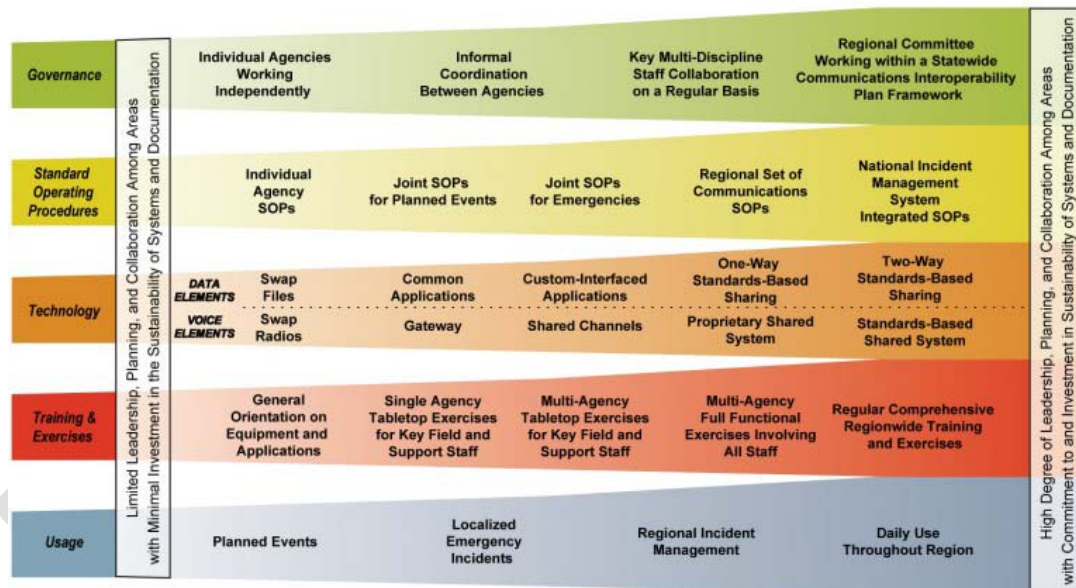 Limited Leadership, Planning, and Collaboration Among Areas
with Minimal Investment in the Sustainability of Systems and Documentation
Governance
Individual Agencies
Working
Independently
Informal
Coordination
Between Agencies
Key Multi-Discipline
Staff Collaboration
on a Regular Basis
Regional Committee
Working within a Statewide
Communications Interoperability
Plan Framework
Standard
Operating
Procedures
Individual
Agency
SOPs
Joint SOPs
for Planned Events
Joint SOPs
for Emergencies
Regional Set of
Communications
SOPs
National Incident
Management
System
Integrated SOPs
Technology
DATA
ELEMENTS
Swap
Files
Common
Applications
Custom-Interfaced
Applications
One-Way
Standards-Based
Sharing
Two-Way
Standards-Based
Sharing
VOICE
ELEMENTS
Swap
Radios
Gateway
Shared Channels
Proprietary Shared
System
Standards-Based
Shared System
Training &
Exercises
General
Orientation on
Equipment and
Applications
Single Agency
Tabletop Exercises
for Key Field and
Support Staff
Multi-Agency
Tabletop Exercises
for Key Field and
Support Staff
Multi-Agency
Full Functional
Exercises Involving
All Staff
Regular Comprehensive
Regionwide Training
and Exercises
Usage
Planned Events
Localized
Emergency
Incidents
Regional Incident
Management
Daily Use
Throughout Region
High Degree of Leadership, Planning, and Collaboration Among Areas
with Commitment to and Investment in Sustainability of Systems and Documentation